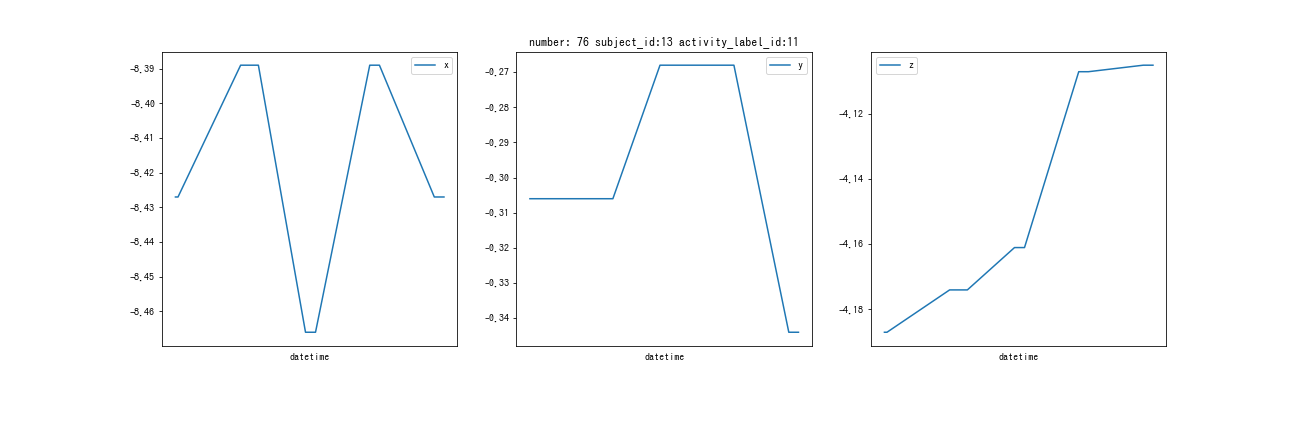 number: 76 subject_id:13 activity_label_id:11
x
-8.39
-8.40
-8.41
-8.42
-8.43
-8.44
-8.45
-8.46
datetime
y
-0.27
-0.28
-0.29
-0.30
-0.31
-0.32
-0.33
-0.34
datetime
z
-4.12
-4.14
-4.16
-4.18
datetime